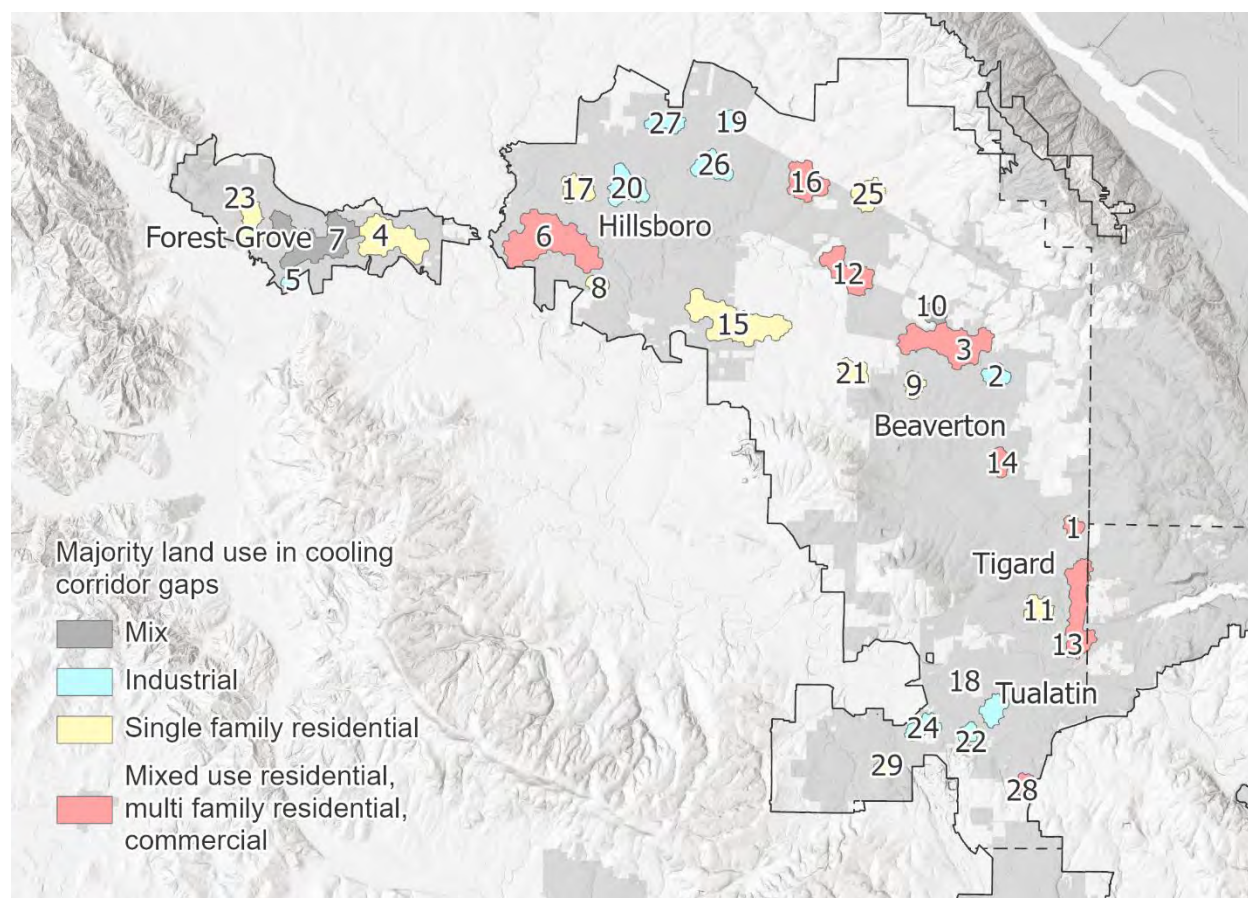 27
19
26
17
20
16
25
23
Hillsboro
Forest Grove
7
4
6
5
8
12
10
15
3
21
9
2
Beaverton
14
1
Majority land use in cooling
corridor gaps
Tigard
11
Mix
13
Industrial
18
Tualatin
Single family residential
24
22
29
28
Mixed use residential,
multi family residential,
commercial